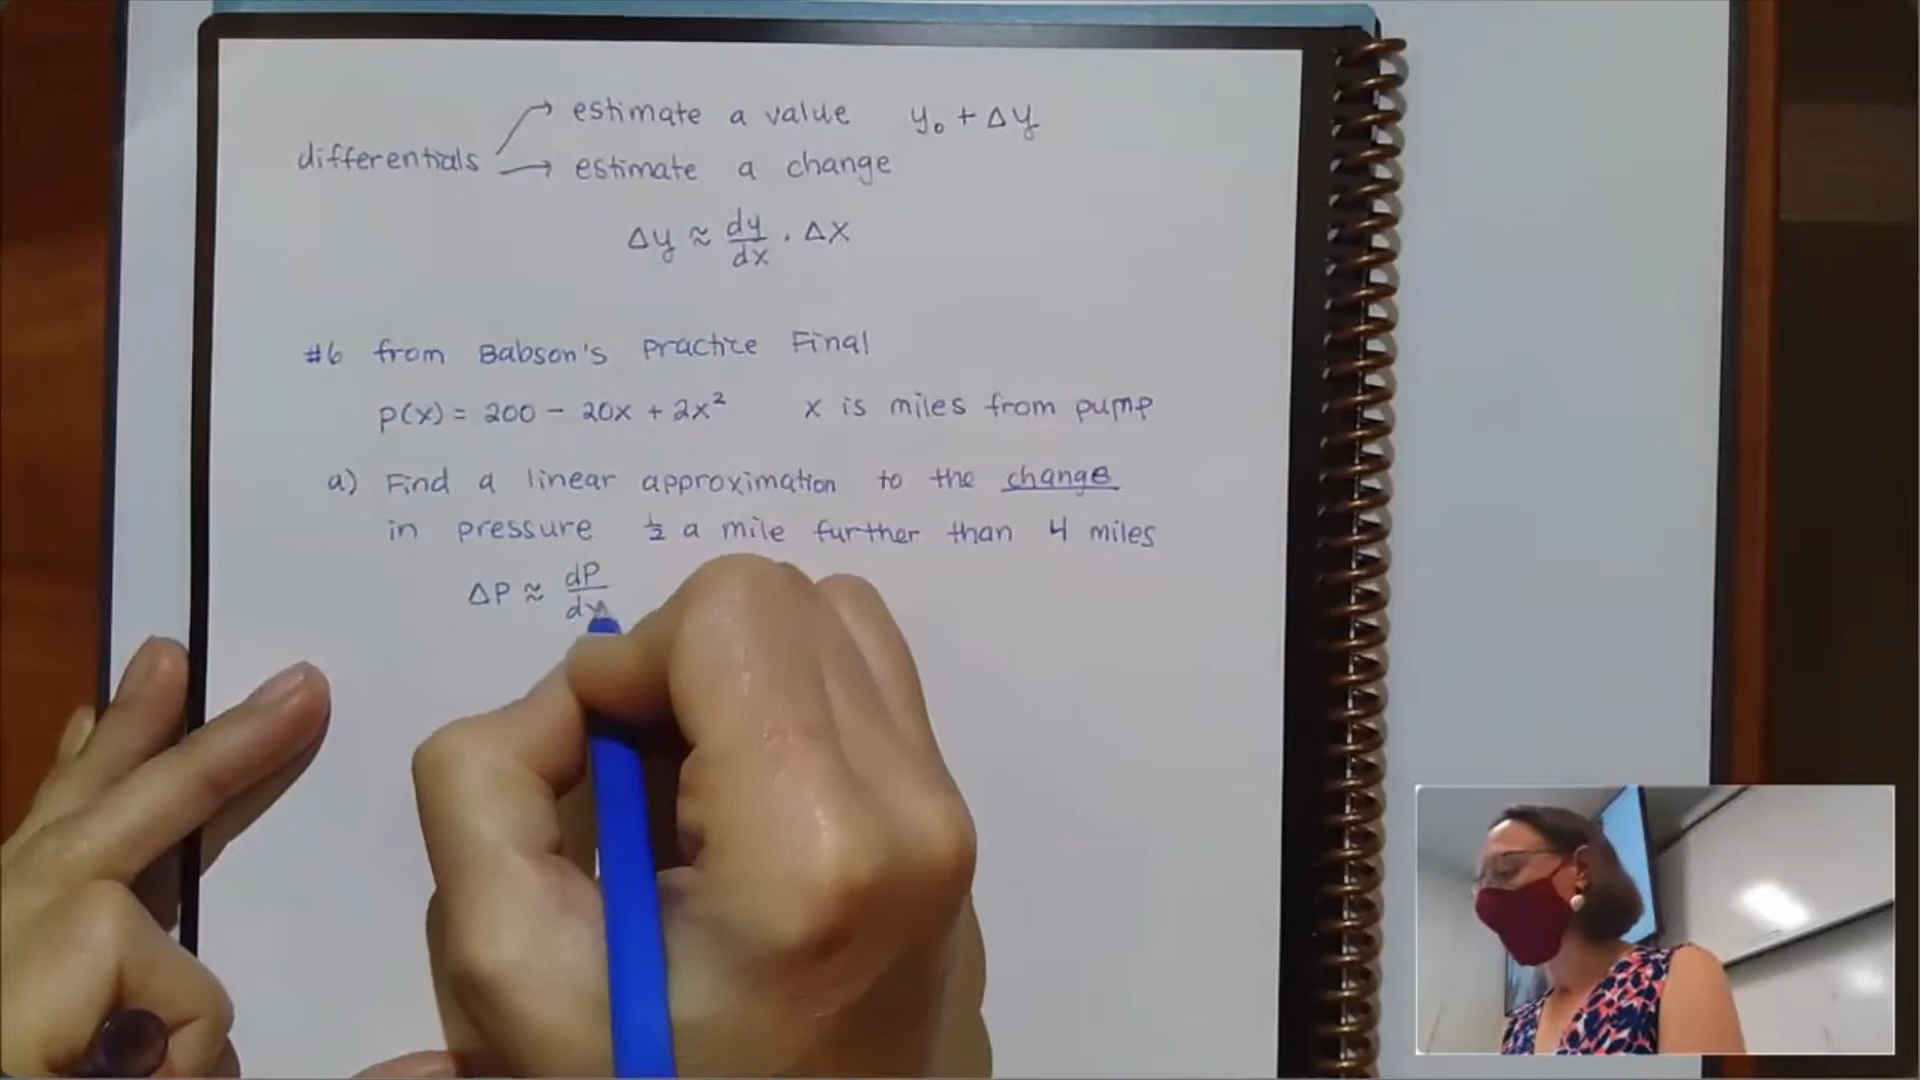 estimate a value y₀ + Δy
differentials
estimate a change
Δy ≈ dy/dx · Δx
#6 from Babson's Practice Final
P(x) = 200 - 20x + 2x² x is miles from pump
a) Find a linear approximation to the change
in pressure ½ a mile further than 4 miles
ΔP ≈ dP/dx